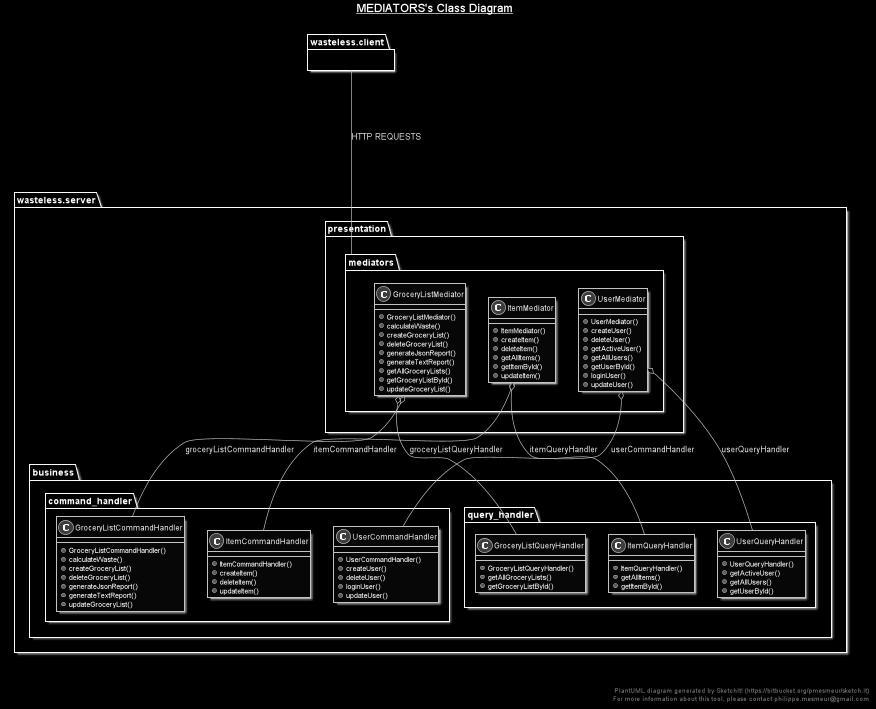 MEDIATORS's Class Diagram
wasteless.client
HTTP REQUESTS
wasteless.server
presentation
mediators
C GroceryListMediator
GroceryListMediator()
calculateWaste()
createGroceryList()
deleteGroceryList()
generateJsonReport()
generateTextReport()
getAllGroceryLists()
getGroceryListById()
updateGroceryList()
C ItemMediator
ItemMediator()
createItem()
deleteItem()
getAllItems()
getItemById()
updateItem()
C UserMediator
UserMediator()
createUser()
deleteUser()
getActiveUser()
getAllUsers()
getUserById()
loginUser()
updateUser()
groceryListCommandHandler
itemCommandHandler
groceryListQueryHandler
itemQueryHandler
userCommandHandler
userQueryHandler
business
command_handler
C GroceryListCommandHandler
GroceryListCommandHandler()
calculateWaste()
createGroceryList()
deleteGroceryList()
generateJsonReport()
generateTextReport()
updateGroceryList()
C ItemCommandHandler
ItemCommandHandler()
createItem()
deleteItem()
updateItem()
C UserCommandHandler
UserCommandHandler()
createUser()
deleteUser()
loginUser()
updateUser()
query_handler
C GroceryListQueryHandler
GroceryListQueryHandler()
getAllGroceryLists()
getGroceryListById()
C ItemQueryHandler
ItemQueryHandler()
getAllItems()
getItemById()
C UserQueryHandler
UserQueryHandler()
getActiveUser()
getAllUsers()
getUserById()
PlantUML diagram generated by SketchIt! (https://bitbucket.org/pmesmeur/sketch.it)
For more information about this tool, please contact philippe.mesmeur@gmail.com